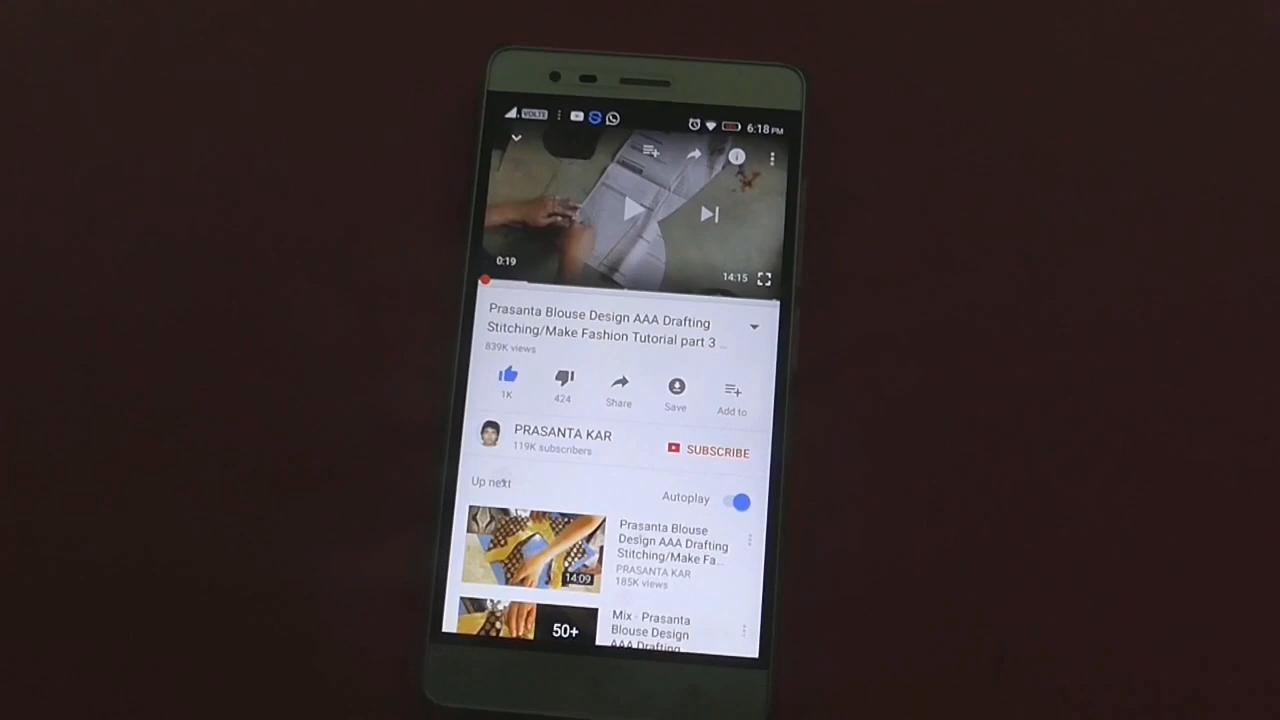 VOLTE
6:18 PM
0:19
14:15
Prasanta Blouse Design AAA Drafting
Stitching/Make Fashion Tutorial part 3 ...
839K views
1K
424
Share
Save
Add to
PRASANTA KAR
119K subscribers
SUBSCRIBE
Up next
Autoplay
Prasanta Blouse
Design AAA Drafting
Stitching/Make Fa...
PRASANTA KAR
185K views
14:09
50+
Mix - Prasanta
Blouse Design
AAA Drafting